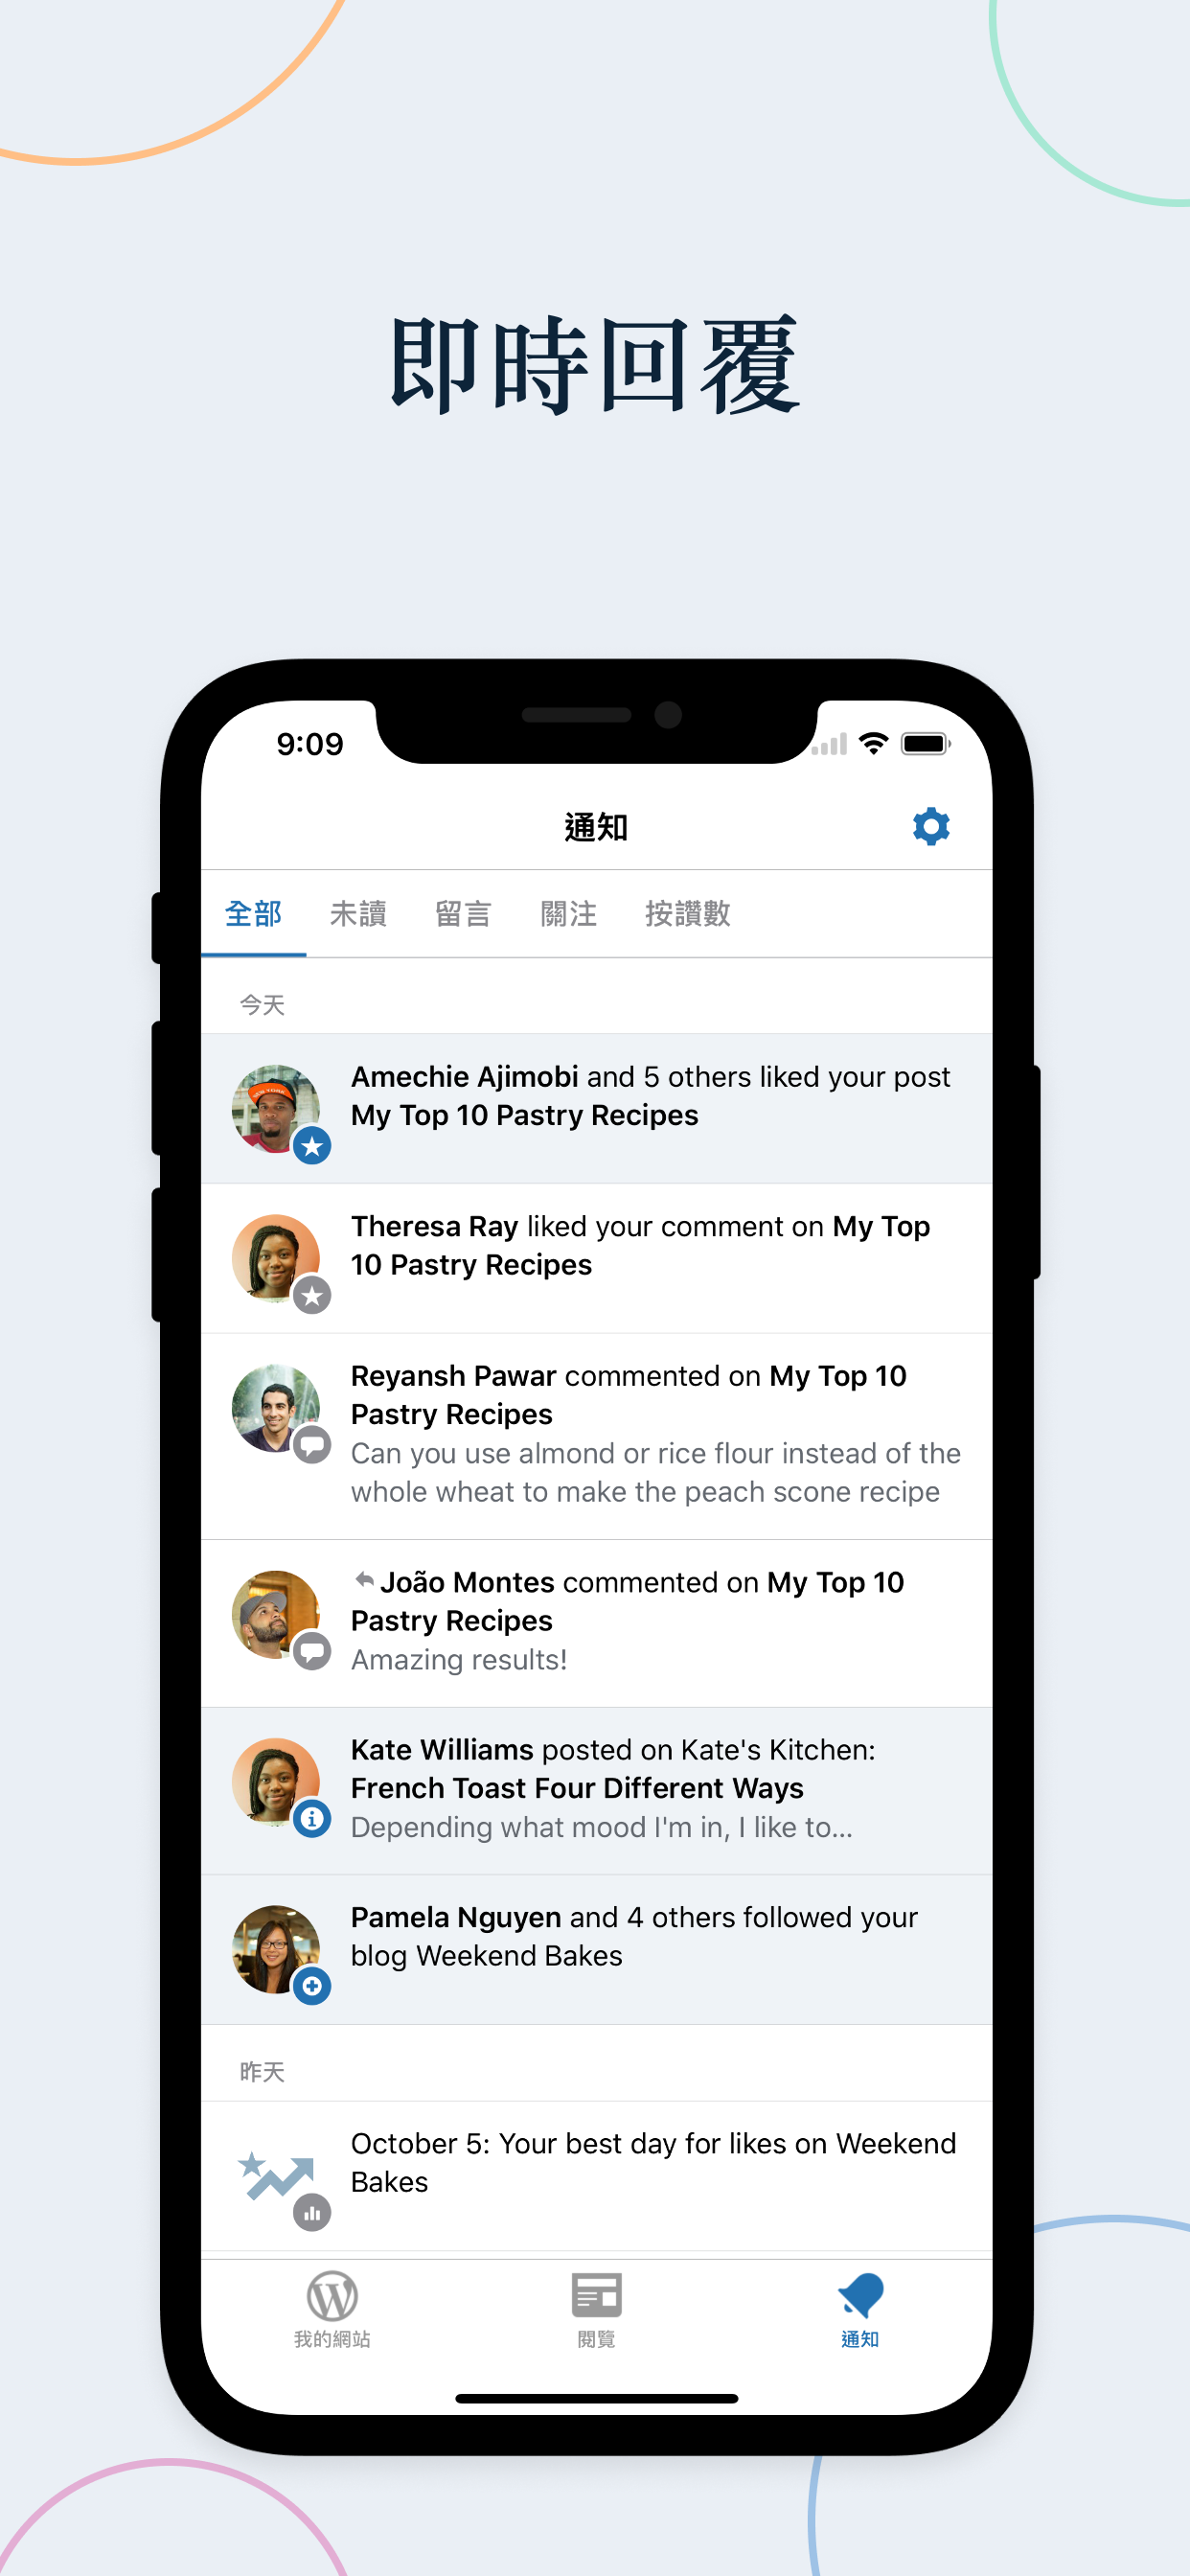 即時回覆
9:09
通知
全部 未讀 留言 關注 按讚數
今天
Amechie Ajimobi and 5 others liked your post
My Top 10 Pastry Recipes
Theresa Ray liked your comment on My Top
10 Pastry Recipes
Reyansh Pawar commented on My Top 10
Pastry Recipes
Can you use almond or rice flour instead of the
whole wheat to make the peach scone recipe
João Montes commented on My Top 10
Pastry Recipes
Amazing results!
Kate Williams posted on Kate's Kitchen:
French Toast Four Different Ways
Depending what mood I'm in, I like to...
Pamela Nguyen and 4 others followed your
blog Weekend Bakes
昨天
October 5: Your best day for likes on Weekend
Bakes
我的網站 閱覽 通知